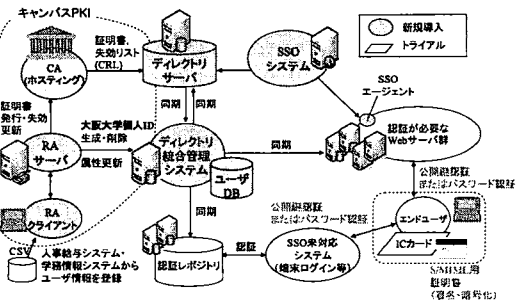 キャンパスPKI
CA
(ホスティング)
証明書、
失効リスト
(CRL)
ディレクトリ
サーバ
SSO
システム
新規導入
トライアル
SSO
エージェント
証明書
発行・失効
更新
大阪大学個人ID
生成・削除
属性更新
同期
同期
RA
サーバ
ディレクトリ
統合管理
システム
ユーザ
DB
同期
認証が必要な
Webサーバ群
公開鍵認証
またはパスワード認証
RA
クライアント
同期
公開鍵認証
またはパスワード認証
エンドユーザ
ICカード
CSV
人事給与システム・
学務情報システムから
ユーザ情報を登録
認証レポジトリ
認証
SSO未対応
システム
(端末ログイン等)
S/MIME用
証明書
(署名・暗号化)